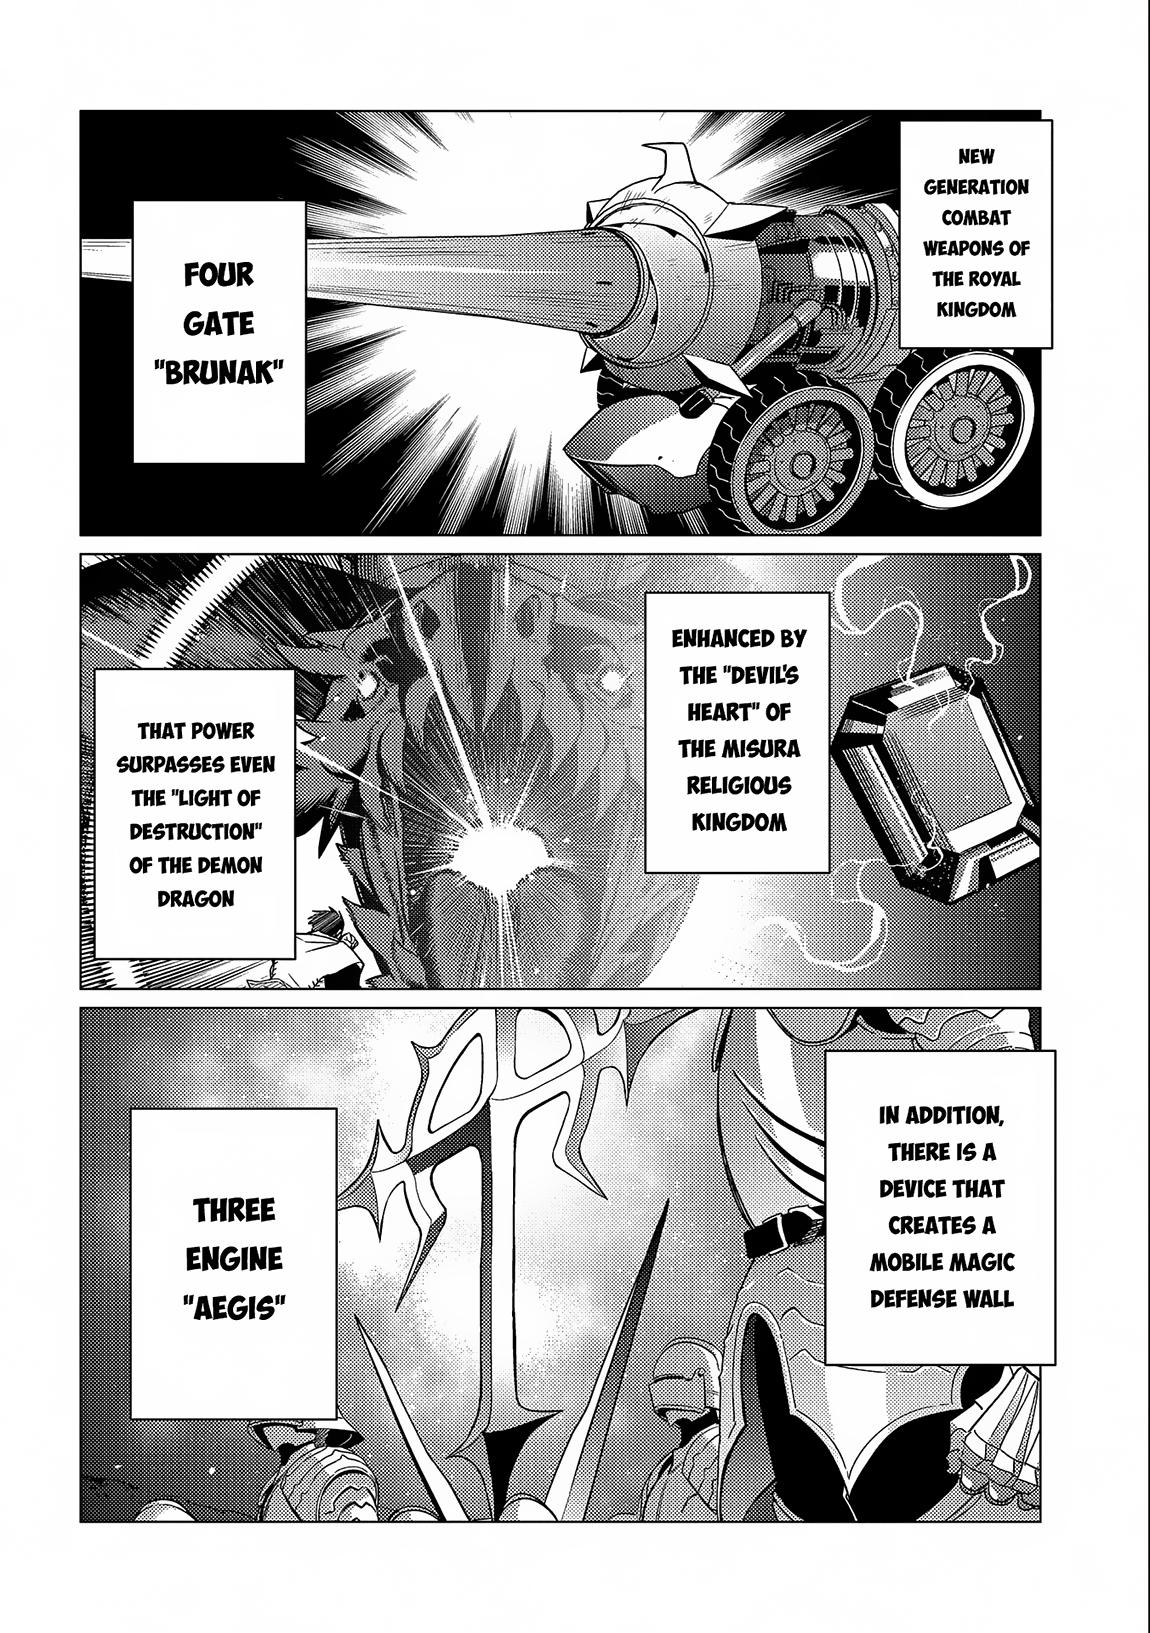 NEW
GENERATION
COMBAT
WEAPONS OF
THE ROYAL
KINGDOM
FOUR
GATE
"BRUNAK"
ENHANCED BY
THE "DEVIL'S
HEART" OF
THE MISURA
RELIGIOUS
KINGDOM
THAT POWER
SURPASSES EVEN
THE "LIGHT OF
DESTRUCTION"
OF THE DEMON
DRAGON
IN ADDITION,
THERE IS A
DEVICE THAT
CREATES A
MOBILE MAGIC
DEFENSE WALL
THREE
ENGINE
"AEGIS"